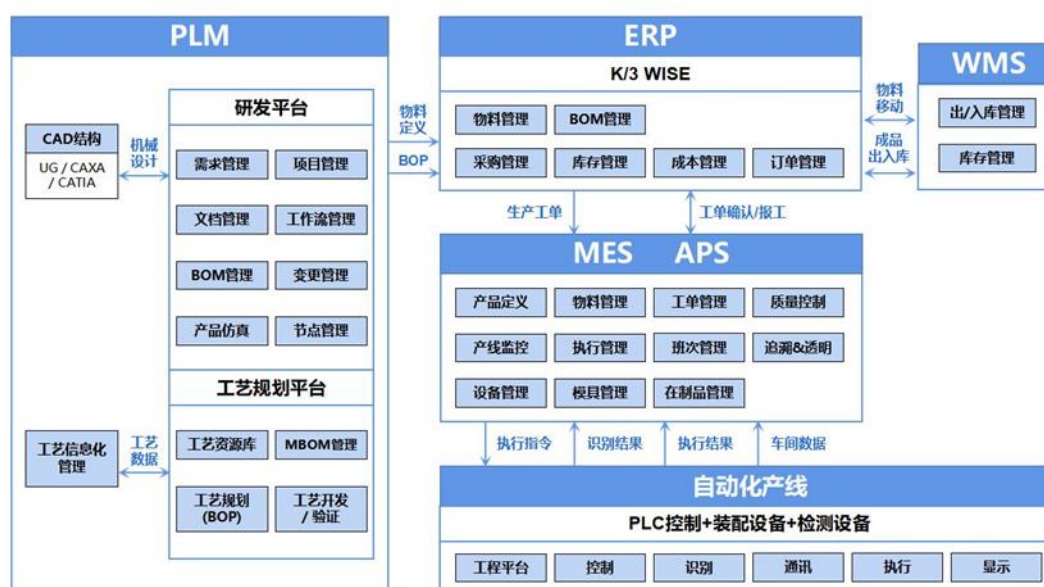 PLM
研发平台
CAD结构
UG / CAXA
/ CATIA
机械
设计
需求管理
项目管理
文档管理
工作流管理
BOM管理
变更管理
产品仿真
节点管理
工艺规划平台
工艺信息化
管理
工艺
数据
工艺资源库
MBOM管理
工艺规划
(BOP)
工艺开发
/ 验证
物料
定义
BOP
ERP
K/3 WISE
物料管理
BOM管理
采购管理
库存管理
成本管理
订单管理
物料
移动
成品
出入库
WMS
出/入库管理
库存管理
生产工单
工单确认/报工
MES APS
产品定义
物料管理
工单管理
质量控制
产线监控
执行管理
班次管理
追溯&透明
设备管理
模具管理
在制品管理
执行指令
识别结果
执行结果
车间数据
自动化产线
PLC控制+装配设备+检测设备
工程平台
控制
识别
通讯
执行
显示